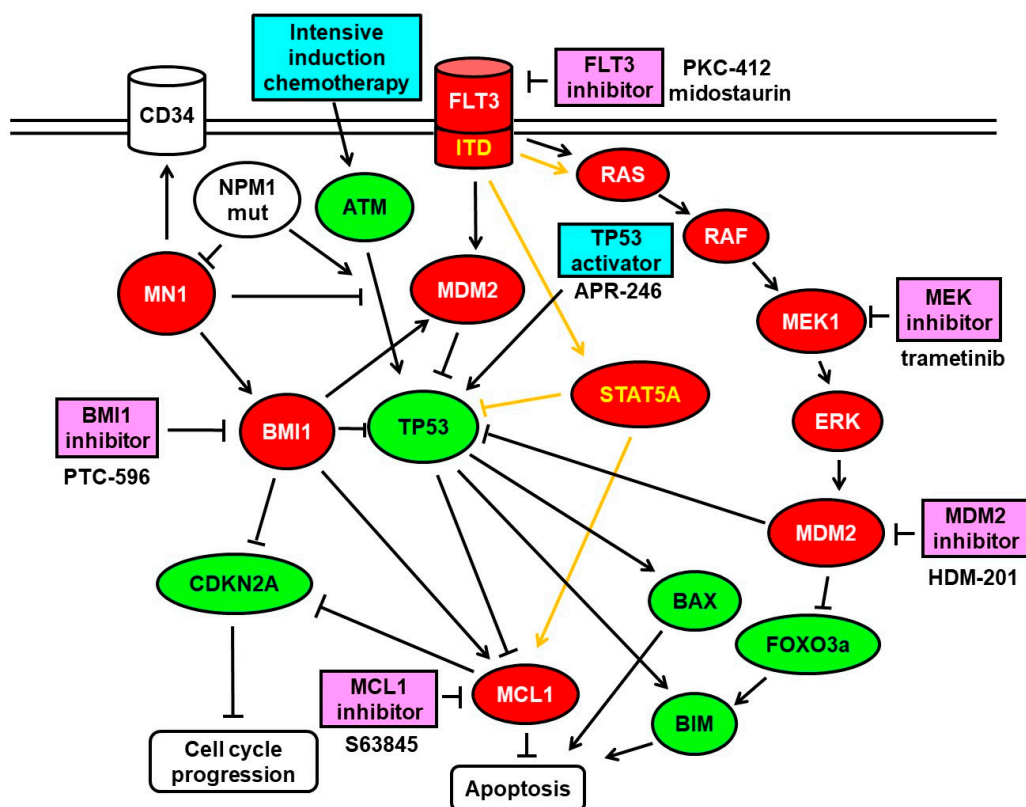 Intensive
induction
chemotherapy
FLT3
inhibitor
PKC-412
midostaurin
CD34
FLT3
ITD
NPM1
mut
ATM
RAS
RAF
TP53
activator
APR-246
MN1
MDM2
MEK1
MEK
inhibitor
trametinib
STAT5A
BMI1
inhibitor
PTC-596
BMI1
TP53
ERK
MDM2
MDM2
inhibitor
HDM-201
CDKN2A
BAX
FOXO3a
MCL1
inhibitor
S63845
MCL1
BIM
Cell cycle
progression
Apoptosis